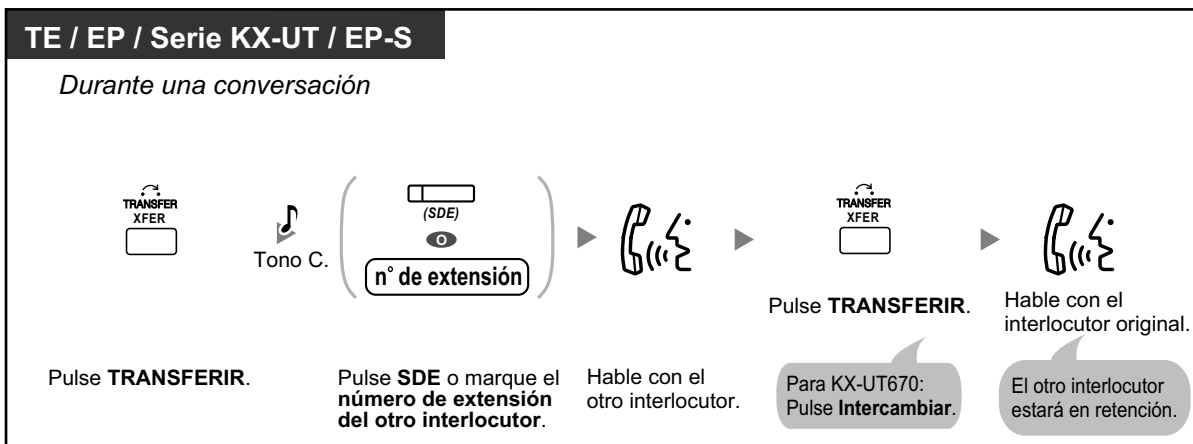 TE / EP / Serie KX-UT / EP-S
Durante una conversación
TRANSFER
XFER
Tono C.
(SDE)
O
n° de extensión
TRANSFER
XFER
Pulse TRANSFERIR.
Pulse SDE o marque el
número de extensión
del otro interlocutor.
Hable con el
otro interlocutor.
Pulse TRANSFERIR.
Para KX-UT670:
Pulse Intercambiar.
Hable con el
interlocutor original.
El otro interlocutor
estará en retención.